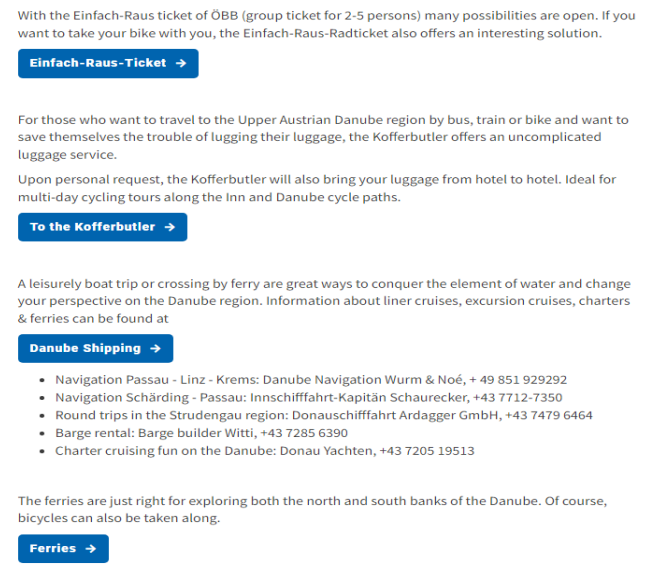 With the Einfach-Raus ticket of ÖBB (group ticket for 2-5 persons) many possibilities are open. If you
want to take your bike with you, the Einfach-Raus-Radticket also offers an interesting solution.
Einfach-Raus-Ticket →
For those who want to travel to the Upper Austrian Danube region by bus, train or bike and want to
save themselves the trouble of lugging their luggage, the Kofferbutler offers an uncomplicated
luggage service.
Upon personal request, the Kofferbutler will also bring your luggage from hotel to hotel. Ideal for
multi-day cycling tours along the Inn and Danube cycle paths.
To the Kofferbutler →
A leisurely boat trip or crossing by ferry are great ways to conquer the element of water and change
your perspective on the Danube region. Information about liner cruises, excursion cruises, charters
& ferries can be found at
Danube Shipping →
• Navigation Passau - Linz - Krems: Danube Navigation Wurm & Noé, + 49 851 929292
• Navigation Schärding - Passau: Innschifffahrt-Kapitän Schaurecker, +43 7712-7350
• Round trips in the Strudengau region: Donauschifffahrt Ardagger GmbH, +43 7479 6464
• Barge rental: Barge builder Witti, +43 7285 6390
• Charter cruising fun on the Danube: Donau Yachten, +43 7205 19513
The ferries are just right for exploring both the north and south banks of the Danube. Of course,
bicycles can also be taken along.
Ferries →